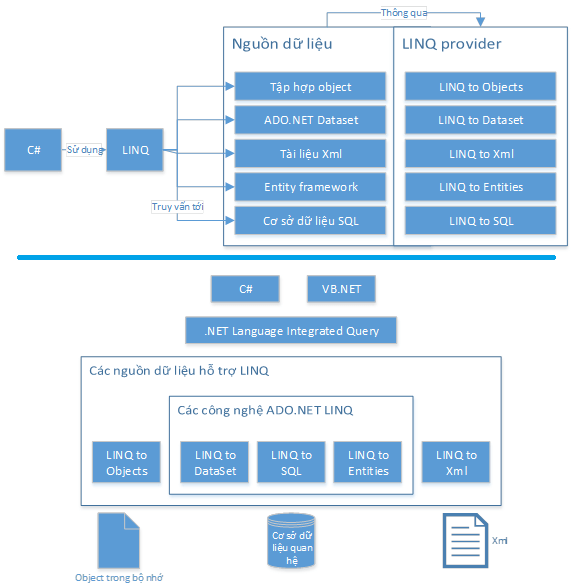 Thông qua
Nguồn dữ liệu
LINQ provider
Tập hợp object
LINQ to Objects
ADO.NET Dataset
LINQ to Dataset
C#
Sử dụng
LINQ
Tài liệu Xml
LINQ to Xml
Entity framework
LINQ to Entities
Truy vấn tới
Cơ sở dữ liệu SQL
LINQ to SQL
C#
VB.NET
.NET Language Integrated Query
Các nguồn dữ liệu hỗ trợ LINQ
Các công nghệ ADO.NET LINQ
LINQ to
Objects
LINQ to
DataSet
LINQ to
SQL
LINQ to
Entities
LINQ to
Xml
Object trong bộ nhớ
Cơ sở dữ
liệu quan
hệ
Xml